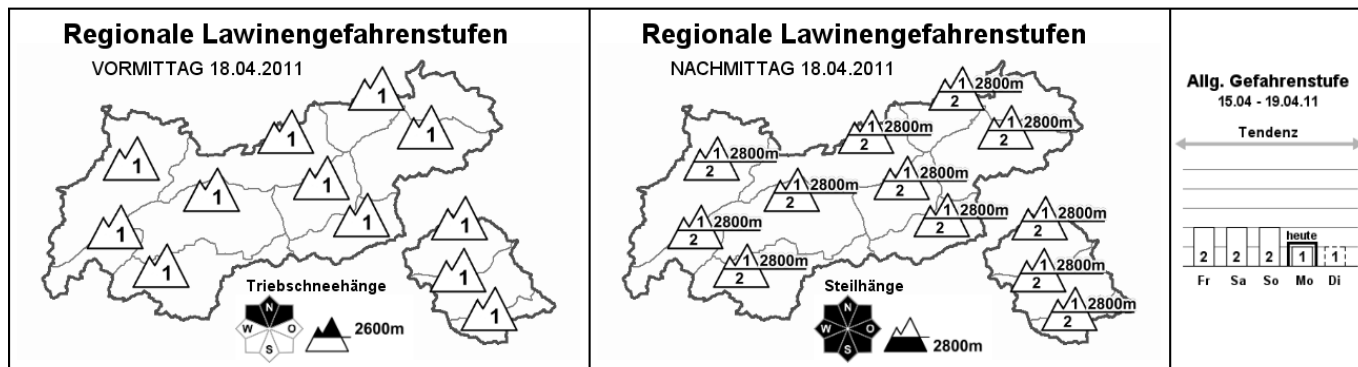 Regionale Lawinengefahrenstufen
VORMITTAG 18.04.2011
1
1
1
1
1
1
1
1
1
1
1
1
Triebschneehänge
N
W O
S
2600m
Regionale Lawinengefahrenstufen
NACHMITTAG 18.04.2011
1 2800m
2
1 2800m
2
1 2800m
2
1 2800m
2
1 2800m
2
1 2800m
2
1 2800m
2
1 2800m
2
1 2800m
2
1 2800m
2
1 2800m
2
1 2800m
2
Steilhänge
N
W O
S
2800m
Allg. Gefahrenstufe
15.04 - 19.04.11
Tendenz
heute
2 2 2 1 1
Fr Sa So Mo Di